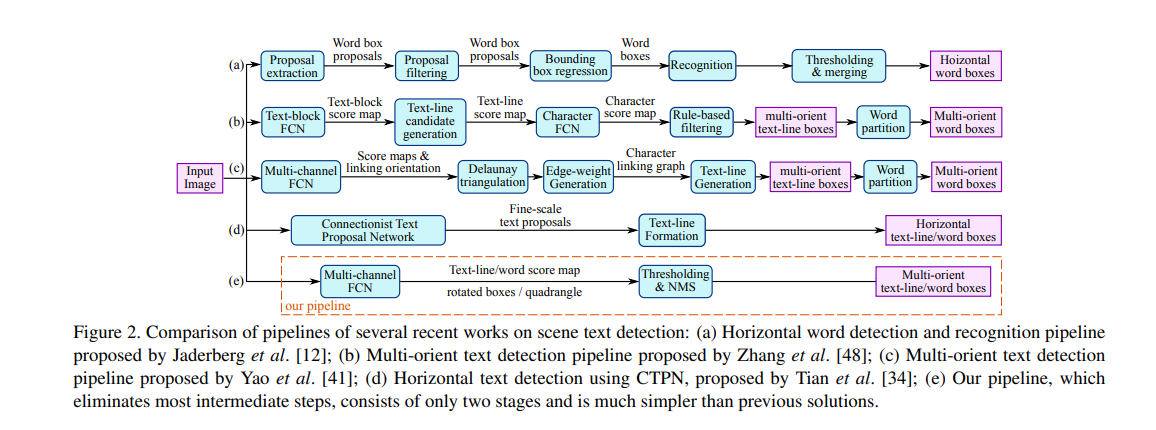 Word box
proposals
Word box
proposals
Word
boxes
(a)
Proposal
extraction
Proposal
filtering
Bounding
box regression
Recognition
Thresholding
& merging
Hoizontal
word boxes
Text-block
score map
Text-line
score map
Character
score map
(b)
Text-block
FCN
Text-line
candidate
generation
Character
FCN
Rule-based
filtering
multi-orient
text-line boxes
Word
partition
Multi-orient
word boxes
Input
Image
Score maps &
linking orientation
Character
linking graph
(c)
Multi-channel
FCN
Delaunay
triangulation
Edge-weight
Generation
Text-line
Generation
multi-orient
text-line boxes
Word
partition
Multi-orient
word boxes
(d)
Connectionist Text
Proposal Network
Fine-scale
text proposals
Text-line
Formation
Horizontal
text-line/word boxes
(e)
Multi-channel
FCN
Text-line/word score map
rotated boxes / quadrangle
Thresholding
& NMS
Multi-orient
text-line/word boxes
our pipeline
Figure 2. Comparison of pipelines of several recent works on scene text detection: (a) Horizontal word detection and recognition pipeline
proposed by Jaderberg et al. [12]; (b) Multi-orient text detection pipeline proposed by Zhang et al. [48]; (c) Multi-orient text detection
pipeline proposed by Yao et al. [41]; (d) Horizontal text detection using CTPN, proposed by Tian et al. [34]; (e) Our pipeline, which
eliminates most intermediate steps, consists of only two stages and is much simpler than previous solutions.